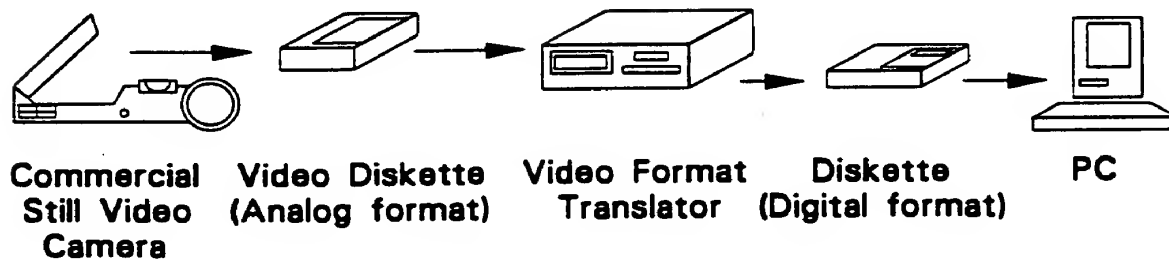 Commercial Still Video Camera
Video Diskette (Analog format)
Video Format Translator
Diskette (Digital format)
PC